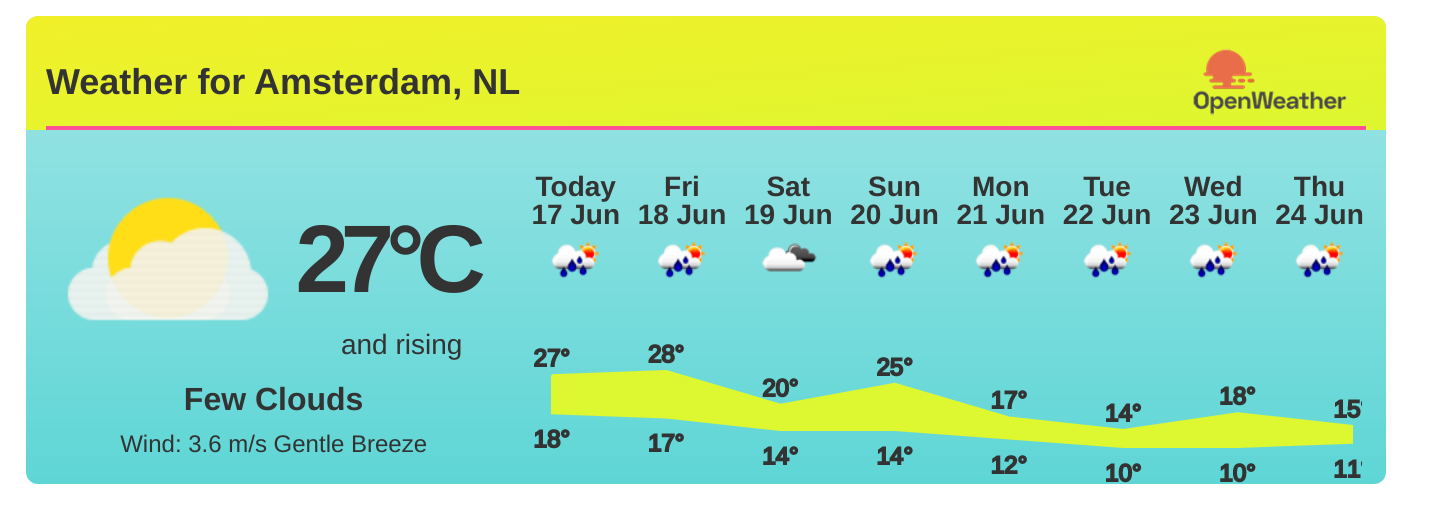 Weather for Amsterdam, NL
OpenWeather
27°C
and rising
Few Clouds
Wind: 3.6 m/s Gentle Breeze
Today Fri Sat Sun Mon Tue Wed Thu
17 Jun 18 Jun 19 Jun 20 Jun 21 Jun 22 Jun 23 Jun 24 Jun
27° 28° 20° 25° 17° 14° 18° 15°
18° 17° 14° 14° 12° 10° 10° 11°